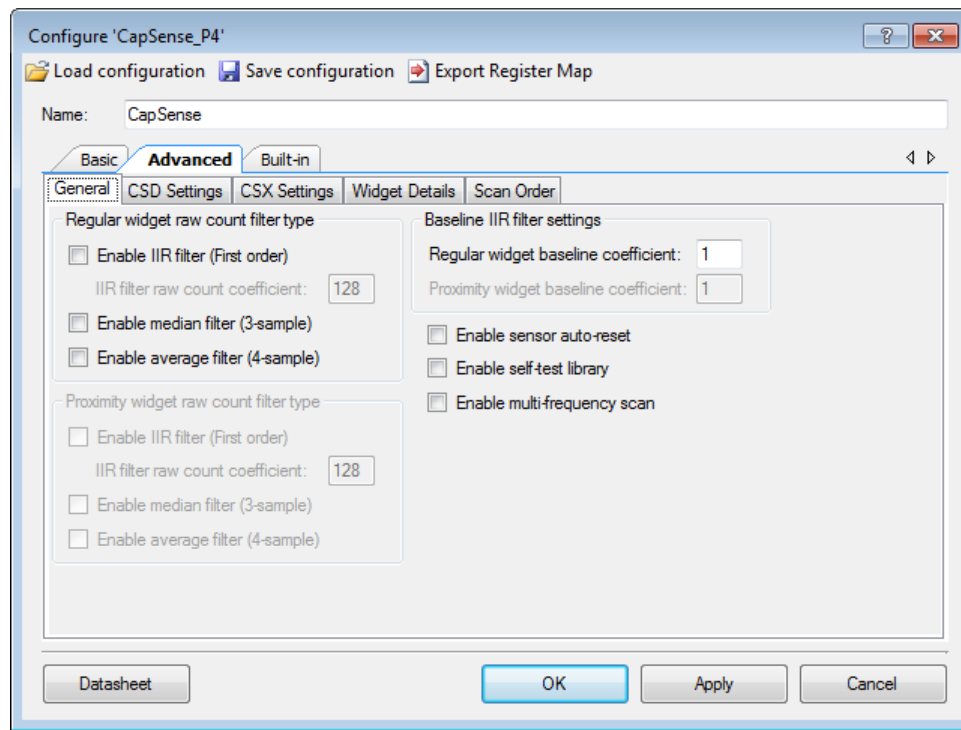 Configure 'CapSense_P4'
Load configuration Save configuration Export Register Map
Name: CapSense
Basic Advanced Built-in
General CSD Settings CSX Settings Widget Details Scan Order
Regular widget raw count filter type
Enable IIR filter (First order)
IIR filter raw count coefficient: 128
Enable median filter (3-sample)
Enable average filter (4-sample)
Proximity widget raw count filter type
Enable IIR filter (First order)
IIR filter raw count coefficient: 128
Enable median filter (3-sample)
Enable average filter (4-sample)
Baseline IIR filter settings
Regular widget baseline coefficient: 1
Proximity widget baseline coefficient: 1
Enable sensor auto-reset
Enable self-test library
Enable multi-frequency scan
Datasheet OK Apply Cancel